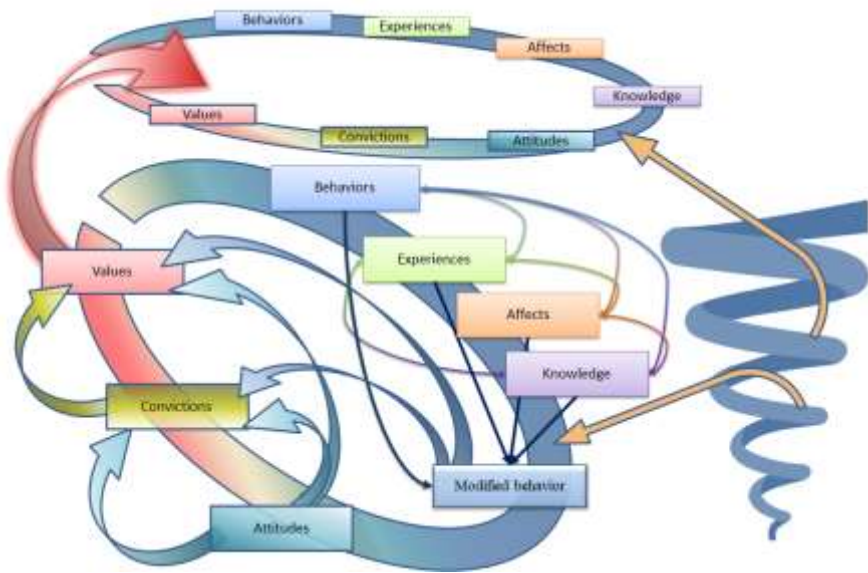 Behaviors
Experiences
Affects
Knowledge
Values
Convictions
Attitudes
Behaviors
Experiences
Values
Affects
Knowledge
Convictions
Modified behavior
Attitudes